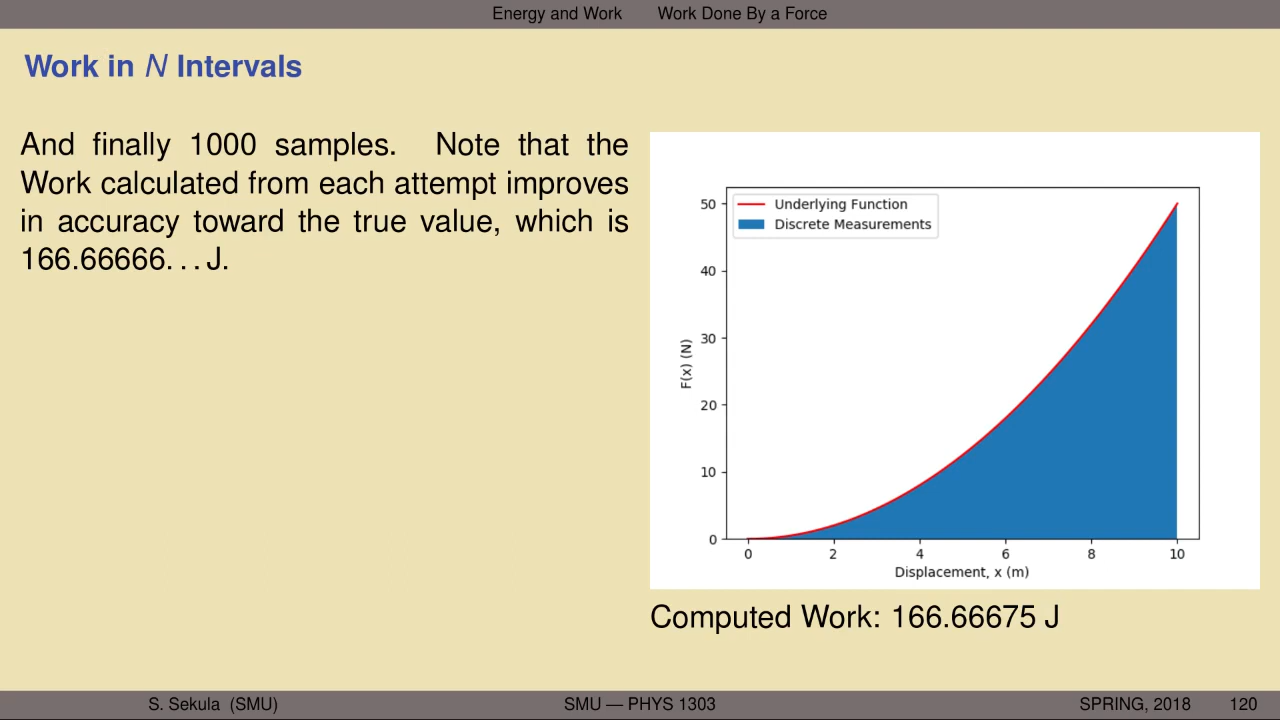 Energy and Work Work Done By a Force
Work in N Intervals
And finally 1000 samples. Note that the
Work calculated from each attempt improves
in accuracy toward the true value, which is
166.66666. . . J.
Underlying Function
Discrete Measurements
50
40
30
20
10
0
F(x) (N)
0 2 4 6 8 10
Displacement, x (m)
Computed Work: 166.66675 J
S. Sekula (SMU) SMU — PHYS 1303 SPRING, 2018 120